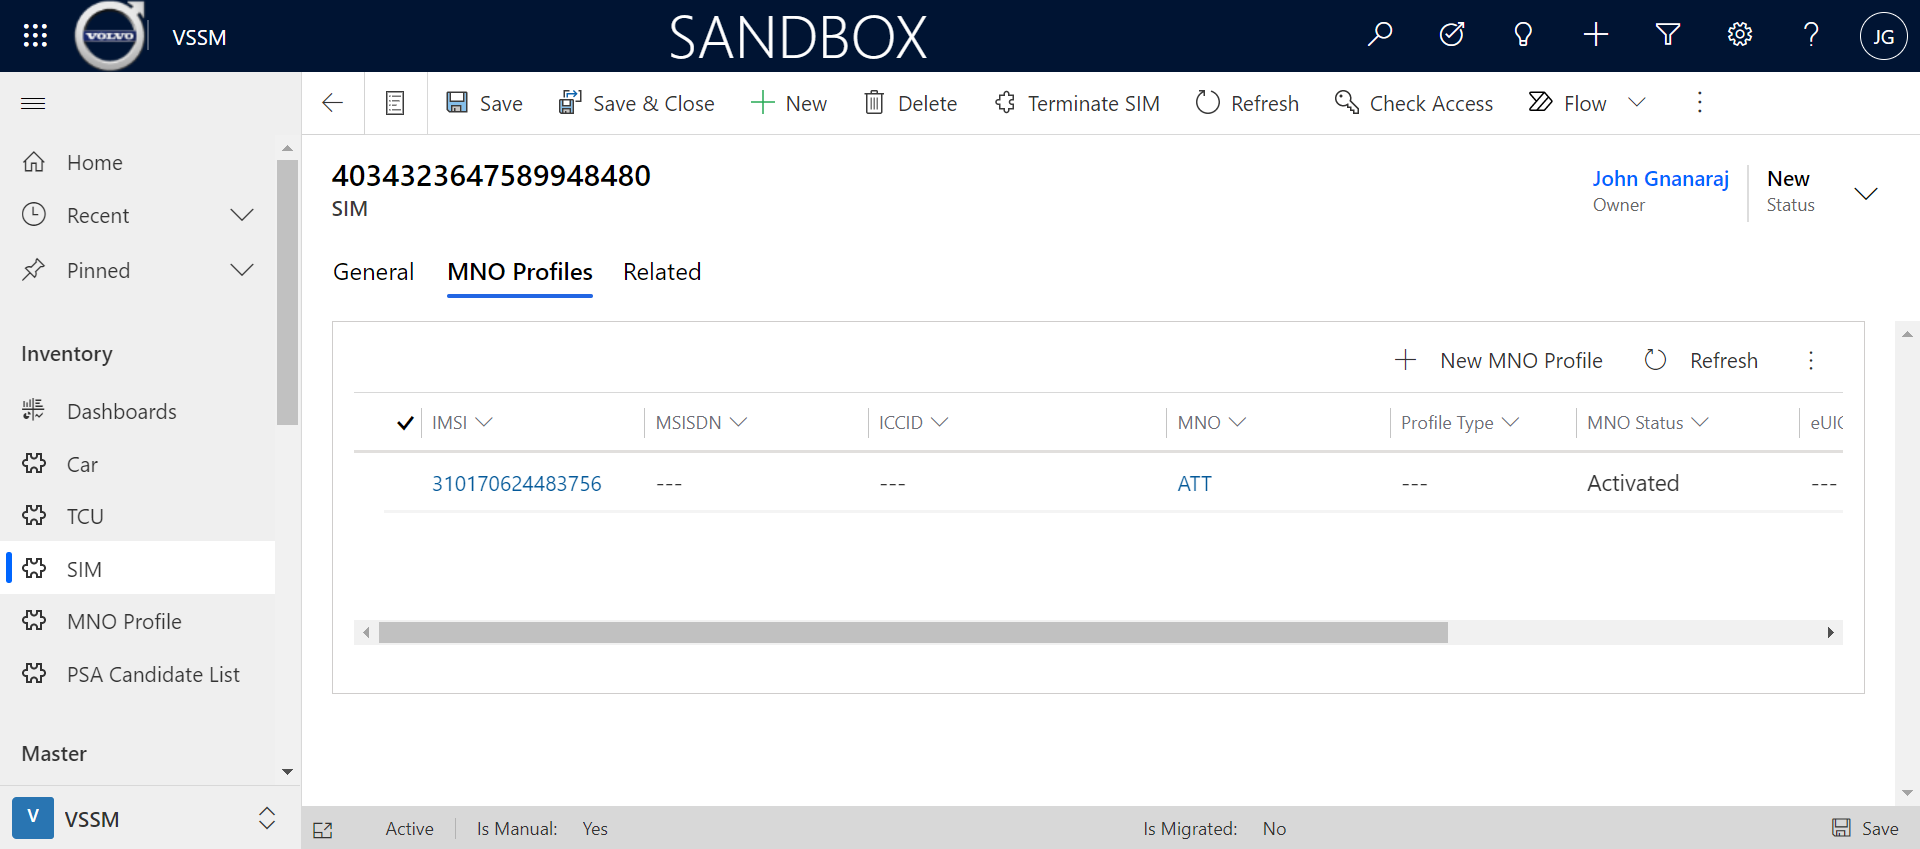 VOLVO
VSSM
SANDBOX
JG
Save
Save & Close
New
Delete
Terminate SIM
Refresh
Check Access
Flow
Home
Recent
Pinned
Inventory
Dashboards
Car
TCU
SIM
MNO Profile
PSA Candidate List
Master
V
VSSM
4034323647589948480
SIM
John Gnanaraj
Owner
New
Status
General
MNO Profiles
Related
New MNO Profile
Refresh
IMSI
MSISDN
ICCID
MNO
Profile Type
MNO Status
eUIC
310170624483756
---
---
ATT
---
Activated
---
Active
Is Manual: Yes
Is Migrated: No
Save